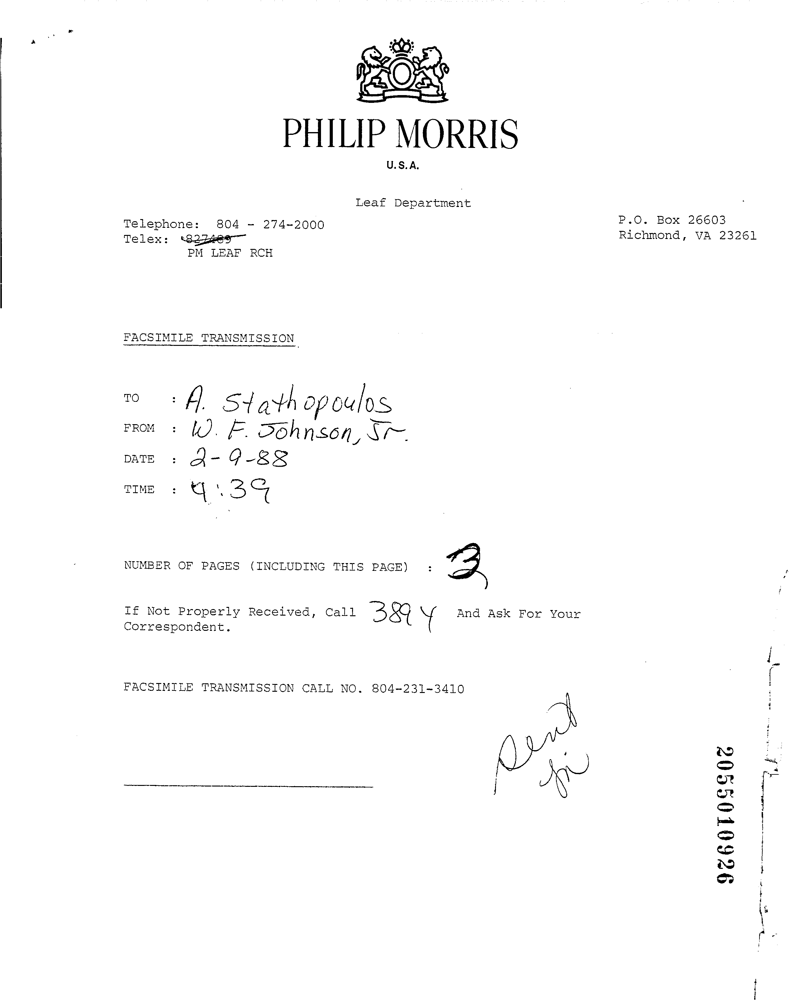 PHILIP MORRIS
U.S.A.
Leaf Department
Telephone: 804 - 274-2000
P.O. Box 26603
Telex: 827489
Richmond, VA 23261
PM LEAF RCH
FACSIMILE TRANSMISSION
TO : A. Stathopoulos
FROM : W. F. Johnson, Jr.
DATE : 2-9-88
TIME : 9:39
NUMBER OF PAGES (INCLUDING THIS PAGE) : 3
If Not Properly Received, Call 3894 And Ask For Your
Correspondent.
FACSIMILE TRANSMISSION CALL NO. 804-231-3410
sent
2055010926